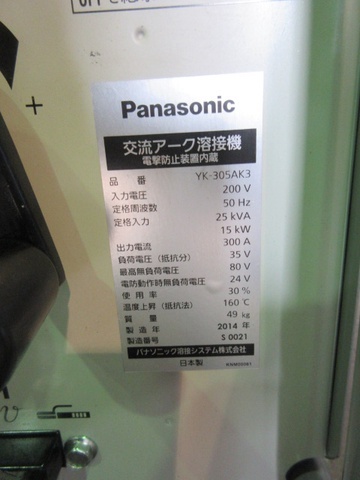 Panasonic
交流アーク溶接機
電撃防止装置内蔵
品 番 YK-305AK3
入力電圧 200 V
定格周波数 50 Hz
定格入力 25 kVA
15 kW
出力電流 300 A
負荷電圧（抵抗分） 35 V
最高無負荷電圧 80 V
電防動作時無負荷電圧 24 V
使 用 率 30 %
温度上昇（抵抗法） 160 ℃
質 量 49 kg
製 造 年 2014 年
製造番号 S 0021
パナソニック溶接システム株式会社
日本製
+